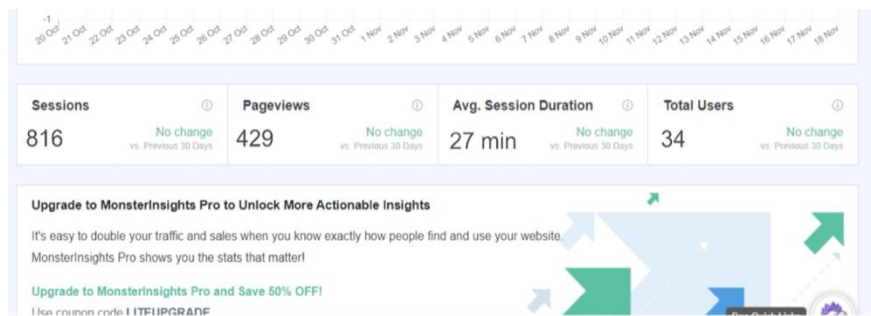 -1
20 Oct 21 Oct 22 Oct 23 Oct 24 Oct 25 Oct 26 Oct 27 Oct 28 Oct 29 Oct 30 Oct 31 Oct 1 Nov 2 Nov 3 Nov 4 Nov 5 Nov 6 Nov 7 Nov 8 Nov 9 Nov 10 Nov 11 Nov 12 Nov 13 Nov 14 Nov 15 Nov 16 Nov 17 Nov 18 Nov
Sessions Pageviews Avg. Session Duration Total Users
816 No change 429 No change 27 min No change 34 No change
vs. Previous 30 Days vs. Previous 30 Days vs. Previous 30 Days vs. Previous 30 Days
Upgrade to MonsterInsights Pro to Unlock More Actionable Insights
It's easy to double your traffic and sales when you know exactly how people find and use your website.
MonsterInsights Pro shows you the stats that matter!
Upgrade to MonsterInsights Pro and Save 50% OFF!
Use coupon code LITEUPGRADE